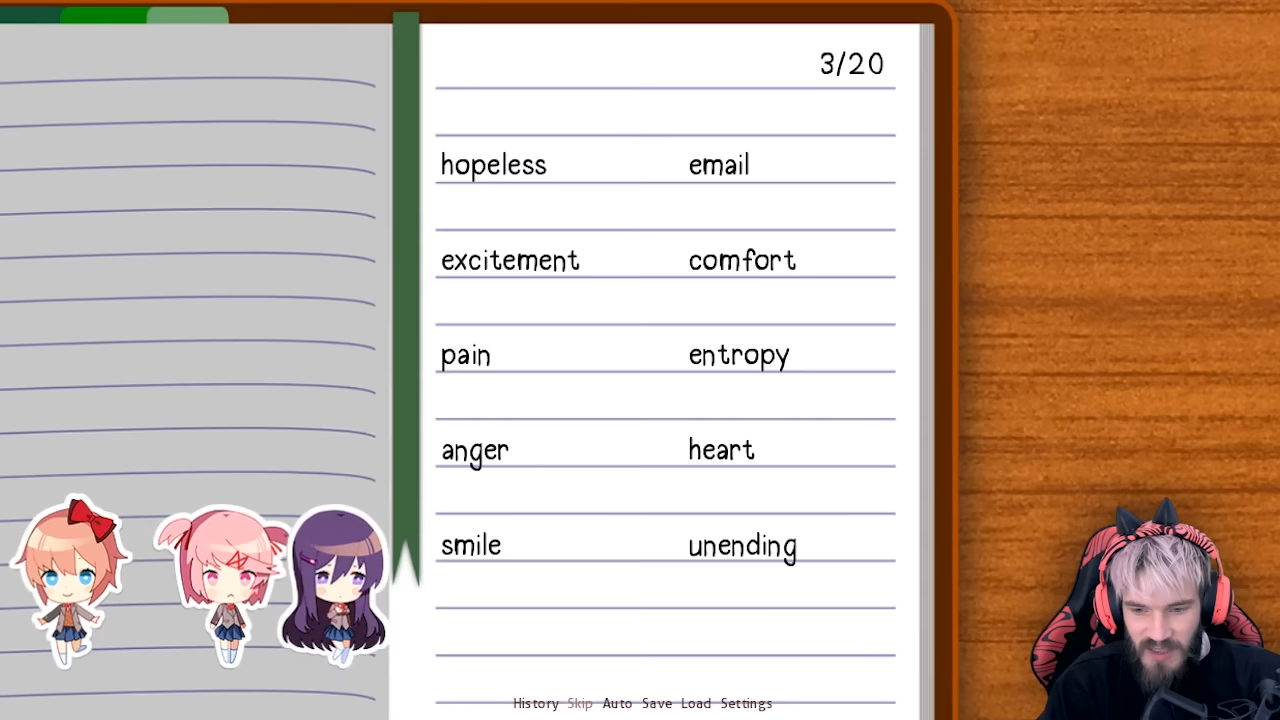 3/20
hopeless email
excitement comfort
pain entropy
anger heart
smile unending
History Skip Auto Save Load Settings